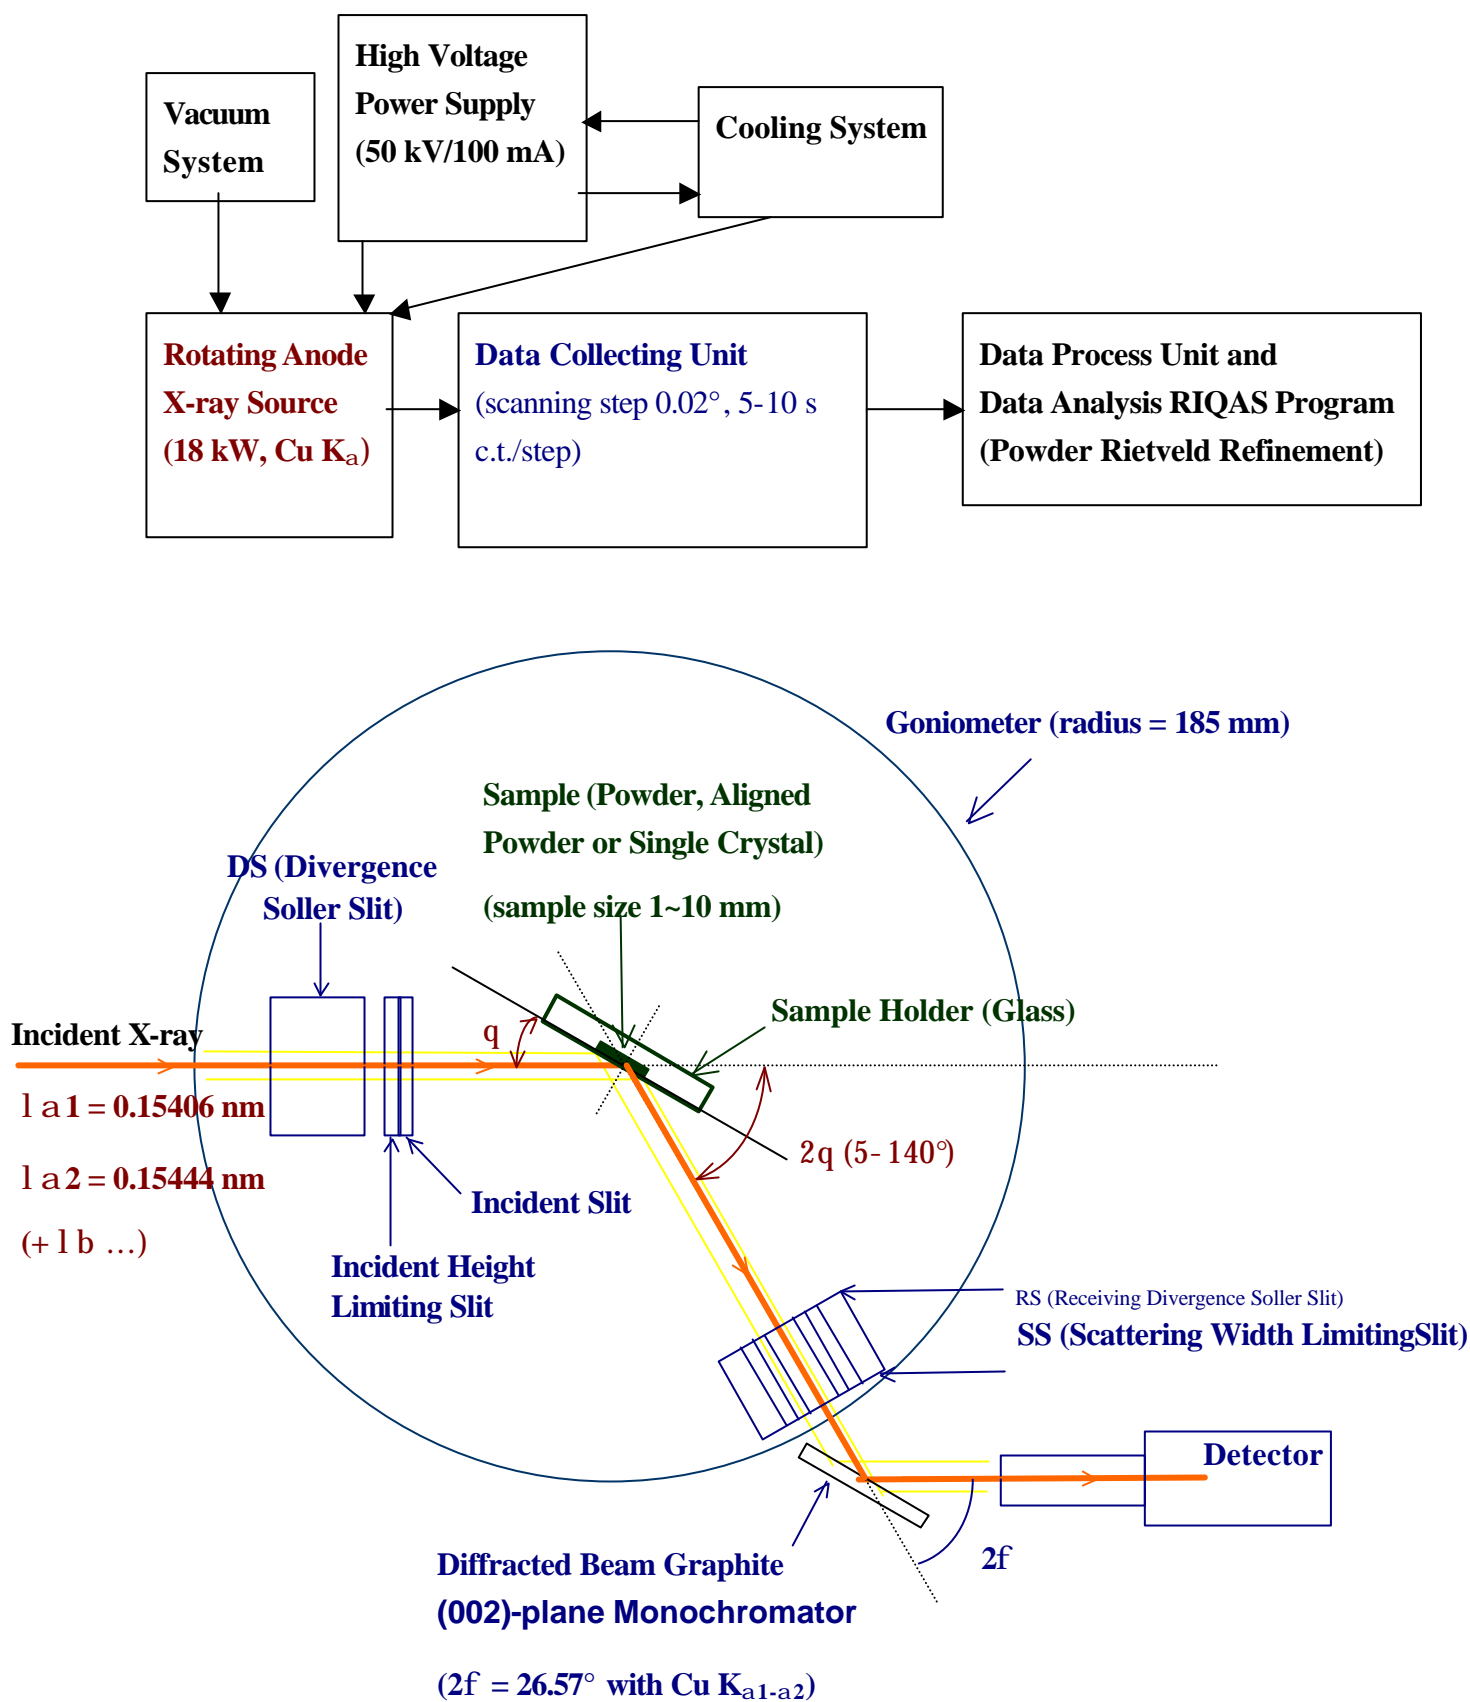 Vacuum
System
High Voltage
Power Supply
(50 kV/100 mA)
Cooling System
Rotating Anode
X-ray Source
(18 kW, Cu Ka)
Data Collecting Unit
(scanning step 0.02°, 5-10 s
c.t./step)
Data Process Unit and
Data Analysis RIQAS Program
(Powder Rietveld Refinement)
Goniometer (radius = 185 mm)
Sample (Powder, Aligned
Powder or Single Crystal)
(sample size 1~10 mm)
DS (Divergence
Soller Slit)
Sample Holder (Glass)
q
Incident X-ray
l a1 = 0.15406 nm
l a2 = 0.15444 nm
(+ l b …)
2q (5-140°)
Incident Slit
Incident Height
Limiting Slit
RS (Receiving Divergence Soller Slit)
SS (Scattering Width LimitingSlit)
Detector
2f
Diffracted Beam Graphite
(002)-plane Monochromator
(2f = 26.57° with Cu Ka1-a2)